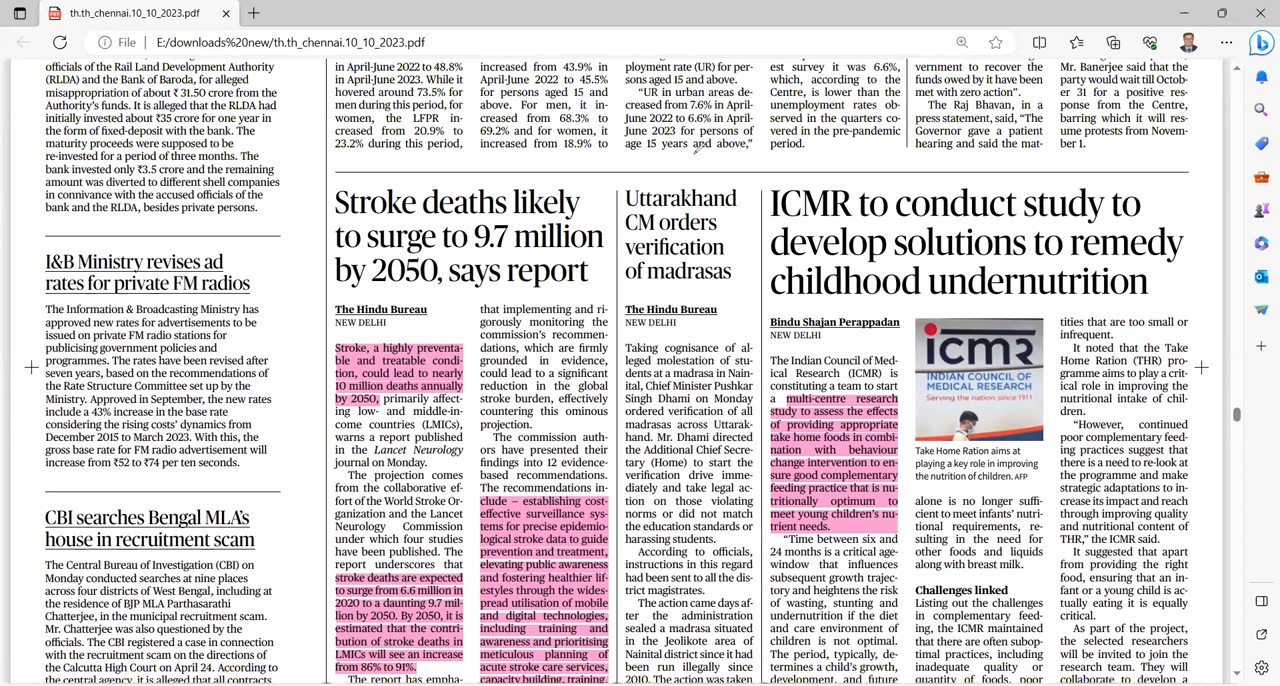 th.th_chennai.10_10_2023.pdf
File
E:/downloads%20new/th.th_chennai.10_10_2023.pdf
officials of the Rail Land Development Authority
(RLDA) and the Bank of Baroda, for alleged
misappropriation of about ₹ 31.50 crore from the
Authority's funds. It is alleged that the RLDA had
initially invested about ₹35 crore for one year in
the form of fixed-deposit with the bank. The
maturity proceeds were supposed to be
re-invested for a period of three months. The
bank invested only ₹3.5 crore and the remaining
amount was diverted to different shell companies
in connivance with the accused officials of the
bank and the RLDA, besides private persons.
I&B Ministry revises ad
rates for private FM radios
The Information & Broadcasting Ministry has
approved new rates for advertisements to be
issued on private FM radio stations for
publicising government policies and
programmes. The rates have been revised after
seven years, based on the recommendations of
the Rate Structure Committee set up by the
Ministry. Approved in September, the new rates
include a 43% increase in the base rate
considering the rising costs' dynamics from
December 2015 to March 2023. With this, the
gross base rate for FM radio advertisement will
increase from ₹52 to ₹74 per ten seconds.
CBI searches Bengal MLA's
house in recruitment scam
The Central Bureau of Investigation (CBI) on
Monday conducted searches at nine places
across four districts of West Bengal, including at
the residence of BJP MLA Parthasarathi
Chatterjee, in the municipal recruitment scam.
Mr. Chatterjee was also questioned by the
officials. The CBI registered a case in connection
with the recruitment scam on the directions of
the Calcutta High Court on April 24. According to
the central agency, it is alleged that all contracts
in April-June 2022 to 48.8%
in April-June 2023. While it
hovered around 73.5% for
men during this period, for
women, the LFPR in-
creased from 20.9% to
23.2% during this period,
increased from 43.9% in
April-June 2022 to 45.5%
for persons aged 15 and
above. For men, it in-
creased from 68.3% to
69.2% and for women, it
increased from 18.9% to
ployment rate (UR) for per-
sons aged 15 and above.
"UR in urban areas de-
creased from 7.6% in April-
June 2022 to 6.6% in April-
June 2023 for persons of
age 15 years and above,"
est survey it was 6.6%,
which, according to the
Centre, is lower than the
unemployment rates ob-
served in the quarters co-
vered in the pre-pandemic
period.
government to recover the
funds owed by it have been
met with zero action".
The Raj Bhavan, in a
press statement, said, "The
Governor gave a patient
hearing and said the mat-
Mr. Banerjee said that the
party would wait till Octob-
er 31 for a positive res-
ponse from the Centre,
barring which it will res-
ume protests from Novem-
ber 1.
Stroke deaths likely
to surge to 9.7 million
by 2050, says report
The Hindu Bureau
NEW DELHI
Stroke, a highly preventa-
ble and treatable condi-
tion, could lead to nearly
10 million deaths annually
by 2050, primarily affect-
ing low- and middle-in-
come countries (LMICs),
warns a report published
in the Lancet Neurology
journal on Monday.
The projection comes
from the collaborative ef-
fort of the World Stroke Or-
ganization and the Lancet
Neurology Commission
under which four studies
have been published. The
report underscores that
stroke deaths are expected
to surge from 6.6 million in
2020 to a daunting 9.7 mil-
lion by 2050. By 2050, it is
estimated that the contri-
bution of stroke deaths in
LMICs will see an increase
from 86% to 91%.
The report has empha-
that implementing and ri-
gorously monitoring the
commission's recommen-
dations, which are firmly
grounded in evidence,
could lead to a significant
reduction in the global
stroke burden, effectively
countering this ominous
projection.
The commission auth-
ors have presented their
findings into 12 evidence-
based recommendations.
The recommendations in-
clude – establishing cost-
effective surveillance sys-
tems for precise epidemio-
logical stroke data to guide
prevention and treatment,
elevating public awareness
and fostering healthier lif-
estyles through the wides-
pread utilisation of mobile
and digital technologies,
including training and
awareness and prioritising
meticulous planning of
acute stroke care services,
capacity building, training,
Uttarakhand
CM orders
verification
of madrasas
The Hindu Bureau
NEW DELHI
Taking cognisance of al-
leged molestation of stu-
dents at a madrasa in Nain-
ital, Chief Minister Pushkar
Singh Dhami on Monday
ordered verification of all
madrasas across Uttarak-
hand. Mr. Dhami directed
the Additional Chief Secre-
tary (Home) to start the
verification drive imme-
diately and take legal ac-
tion on those violating
norms or did not match
the education standards or
harassing students.
According to officials,
instructions in this regard
had been sent to all the dis-
trict magistrates.
The action came days af-
ter the administration
sealed a madrasa situated
in the Jeolikote area of
Nainital district since it had
been run illegally since
2010. The action was taken
ICMR to conduct study to
develop solutions to remedy
childhood undernutrition
Bindu Shajan Perappadan
NEW DELHI
The Indian Council of Med-
ical Research (ICMR) is
constituting a team to start
a multi-centre research
study to assess the effects
of providing appropriate
take home foods in combi-
nation with behaviour
change intervention to en-
sure good complementary
feeding practice that is nu-
tritionally optimum to
meet young children's nu-
trient needs.
"Time between six and
24 months is a critical age-
window that influences
subsequent growth trajec-
tory and heightens the risk
of wasting, stunting and
undernutrition if the diet
and care environment of
children is not optimal.
The period, typically, de-
termines a child's growth,
development, and future
icmr
INDIAN COUNCIL OF
MEDICAL RESEARCH
Serving the nation since 1911
Take Home Ration aims at
playing a key role in improving
the nutrition of children. AFP
alone is no longer suffi-
cient to meet infants' nutri-
tional requirements, re-
sulting in the need for
other foods and liquids
along with breast milk.
Challenges linked
Listing out the challenges
in complementary feed-
ing, the ICMR maintained
that there are often subop-
timal practices, including
inadequate quality or
quantity of foods, poor
tities that are too small or
infrequent.
It noted that the Take
Home Ration (THR) pro-
gramme aims to play a crit-
ical role in improving the
nutritional intake of chil-
dren.
"However, continued
poor complementary feed-
ing practices suggest that
there is a need to re-look at
the programme and make
strategic adaptations to in-
crease its impact and reach
through improving quality
and nutritional content of
THR," the ICMR said.
It suggested that apart
from providing the right
food, ensuring that an in-
fant or a young child is ac-
tually eating it is equally
critical.
As part of the project,
the selected researchers
will be invited to join the
research team. They will
collaborate to develop a